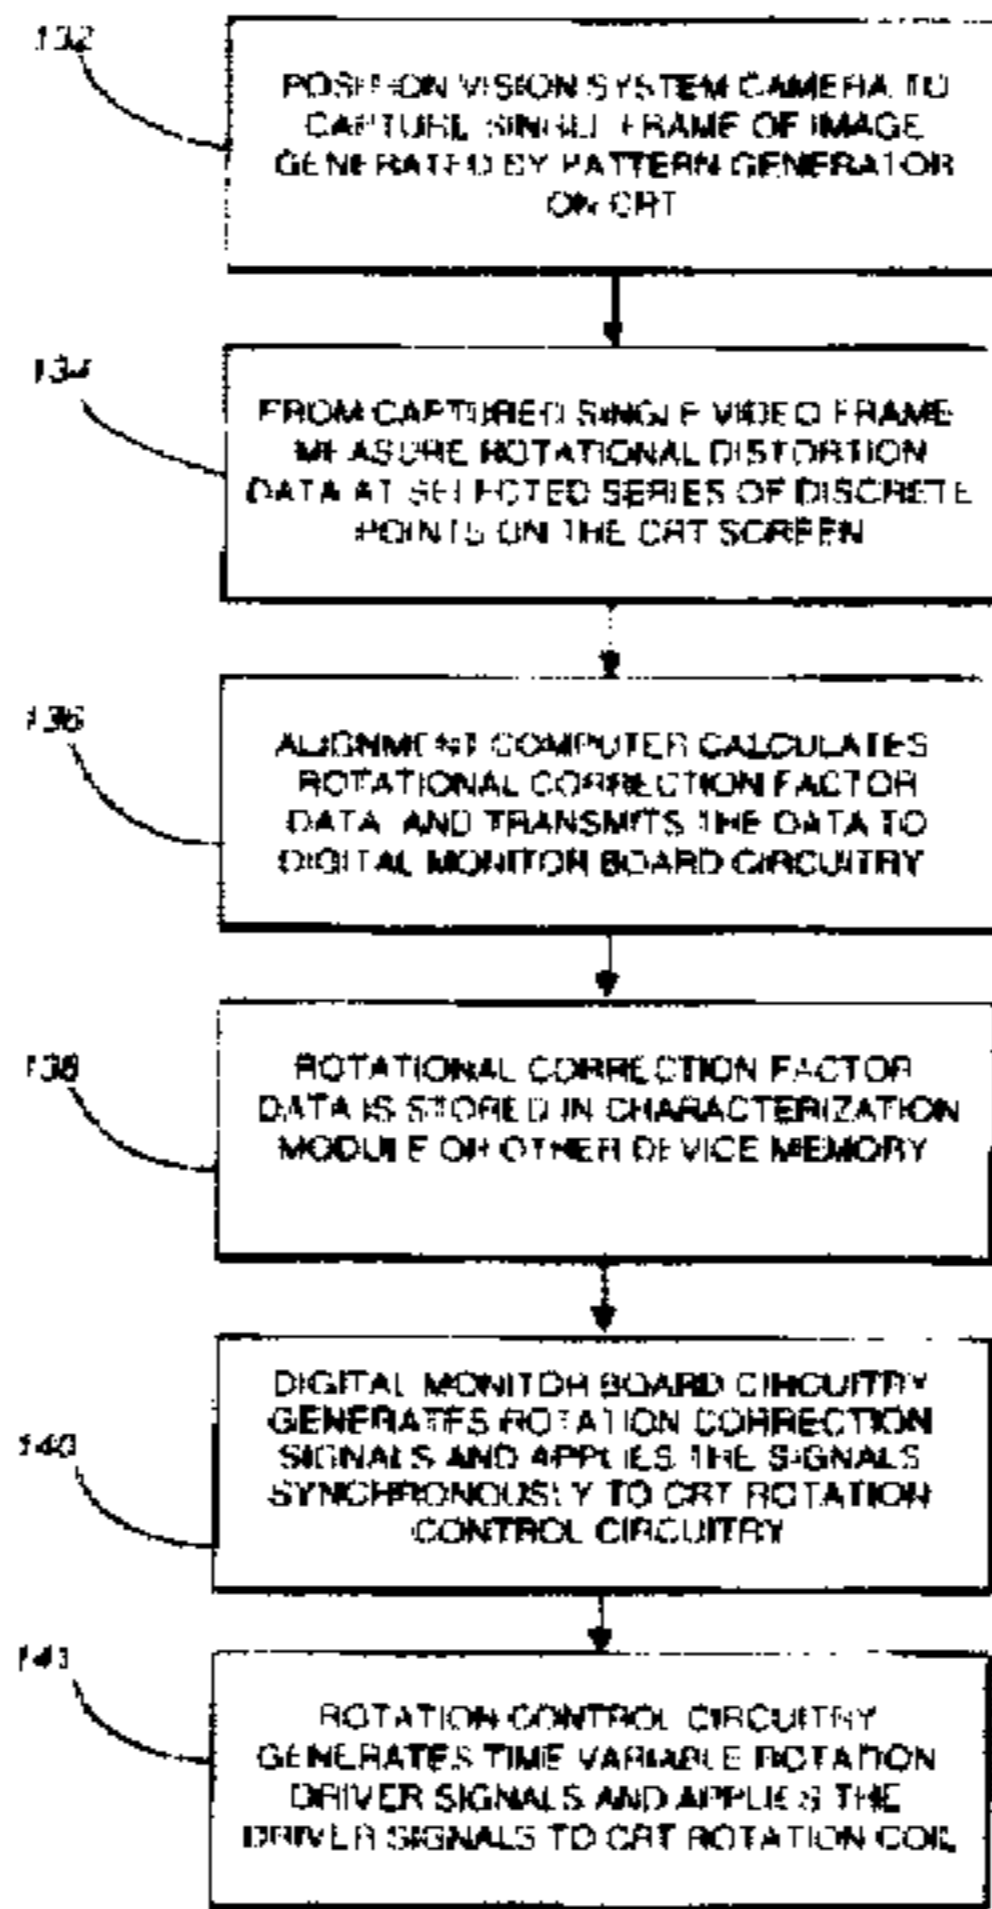 132
POSITION VISION SYSTEM CAMERA TO
CAPTURE SINGLE FRAME OF IMAGE
GENERATED BY PATTERN GENERATOR
ON CRT
134
FROM CAPTURED SINGLE VIDEO FRAME
MEASURE ROTATIONAL DISTORTION
DATA AT SELECTED SERIES OF DISCRETE
POINTS ON THE CRT SCREEN
136
ALIGNMENT COMPUTER CALCULATES
ROTATIONAL CORRECTION FACTOR
DATA AND TRANSMITS THE DATA TO
DIGITAL MONITOR BOARD CIRCUITRY
138
ROTATIONAL CORRECTION FACTOR
DATA IS STORED IN CHARACTERIZATION
MODULE OR OTHER DEVICE MEMORY
140
DIGITAL MONITOR BOARD CIRCUITRY
GENERATES ROTATION CORRECTION
SIGNALS AND APPLIES THE SIGNALS
SYNCHRONOUSLY TO CRT ROTATION
CONTROL CIRCUITRY
141
ROTATION CONTROL CIRCUITRY
GENERATES TIME VARIABLE ROTATION
DRIVER SIGNALS AND APPLIES THE
DRIVER SIGNALS TO CRT ROTATION COIL